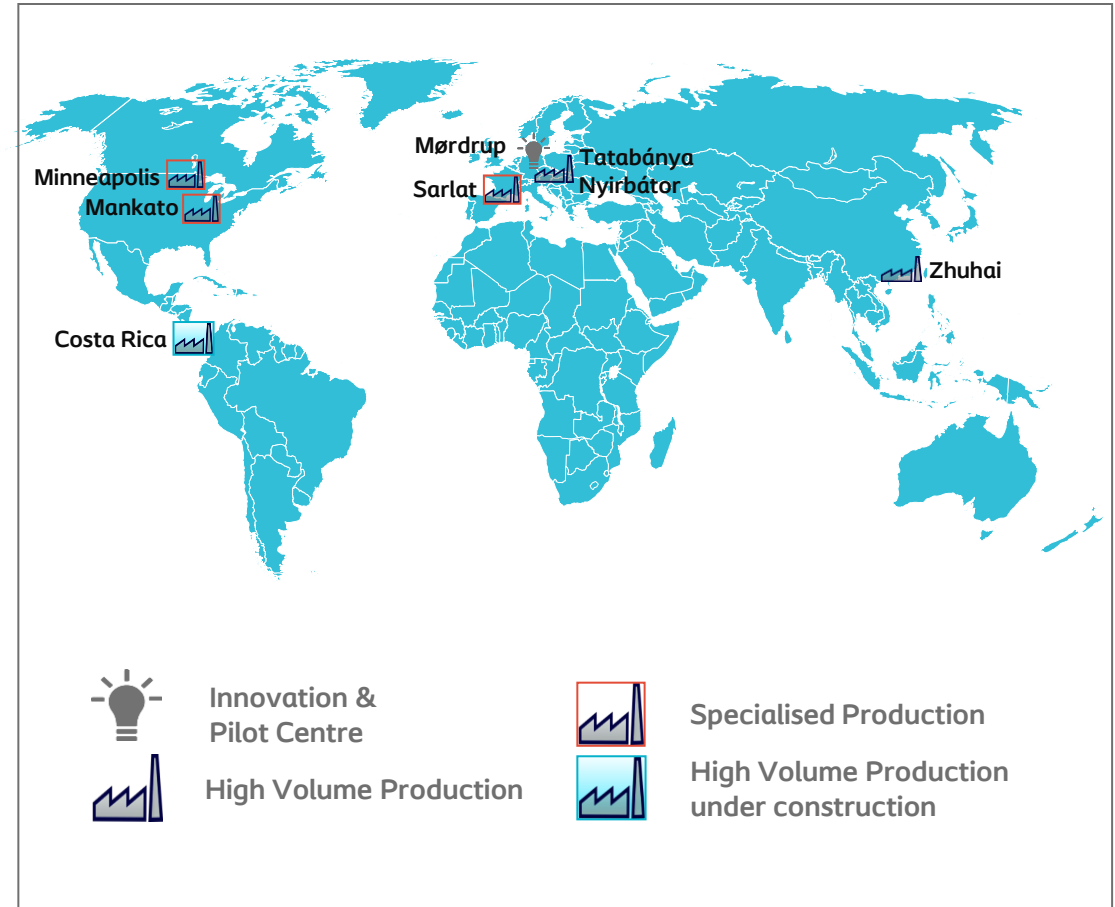 Mørdrup
Tatabánya
Nyirbátor
Minneapolis
Sarlat
Mankato
Zhuhai
Costa Rica
Innovation &
Pilot Centre
High Volume Production
Specialised Production
High Volume Production
under construction